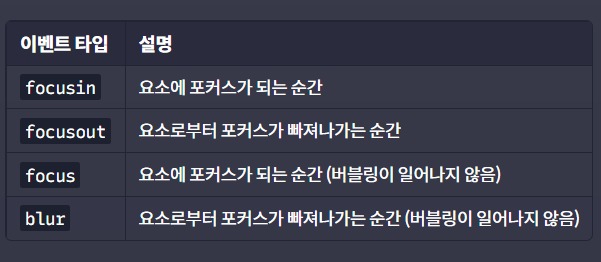 이벤트 타입 설명
focusin 요소에 포커스가 되는 순간
focusout 요소로부터 포커스가 빠져나가는 순간
focus 요소에 포커스가 되는 순간 (버블링이 일어나지 않음)
blur 요소로부터 포커스가 빠져나가는 순간 (버블링이 일어나지 않음)